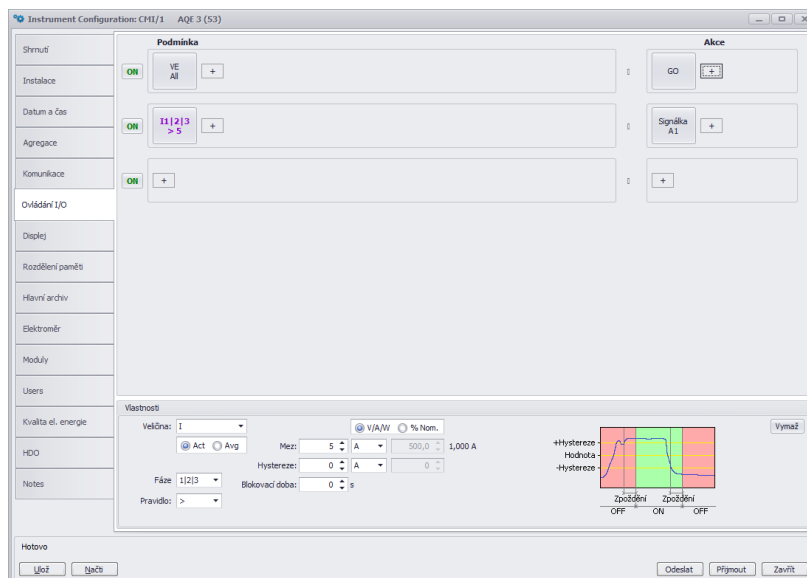 Instrument Configuration: CMI/1 AQE 3 (53)
Shrnutí
Instalace
Datum a čas
Agregace
Komunikace
Ovládání I/O
Displej
Rozdělení paměti
Hlavní archiv
Elektroměr
Moduly
Users
Kvalita el. energie
HDO
Notes
Podmínka
Akce
ON
VE
All
+
GO
+
ON
I1|2|3
> 5
+
Signálka
A1
+
ON
+
+
Vlastnosti
Veličina: I
V/A/W % Nom.
Vymaž
Act Avg
Mez: 5 A 500,0 1,000 A
Hystereze: 0 A 0
Fáze 1|2|3
Blokovací doba: 0 s
Pravidlo: >
+Hystereze
Hodnota
-Hystereze
Zpoždění Zpoždění
OFF ON OFF
Hotovo
Ulož Načti Odeslat Přijmout Zavřít